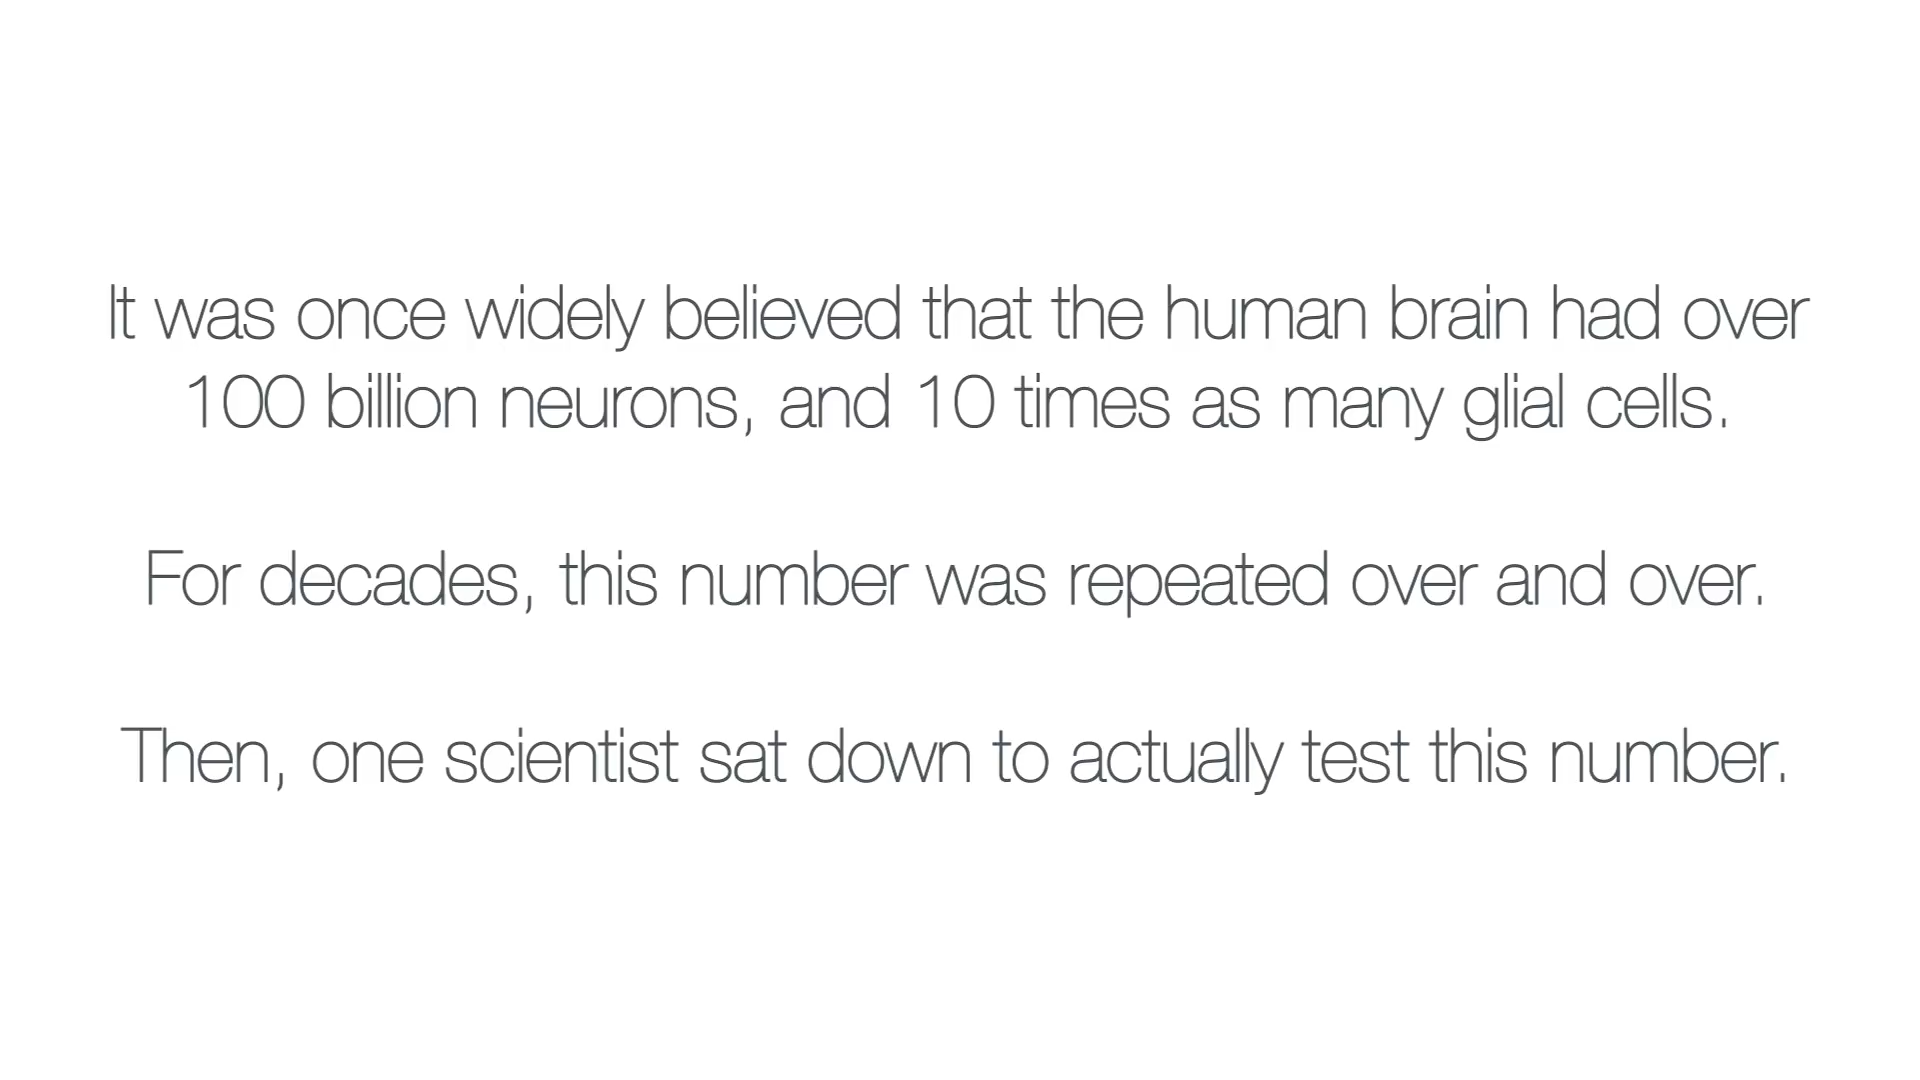 It was once widely believed that the human brain had over
100 billion neurons, and 10 times as many glial cells.
For decades, this number was repeated over and over.
Then, one scientist sat down to actually test this number.